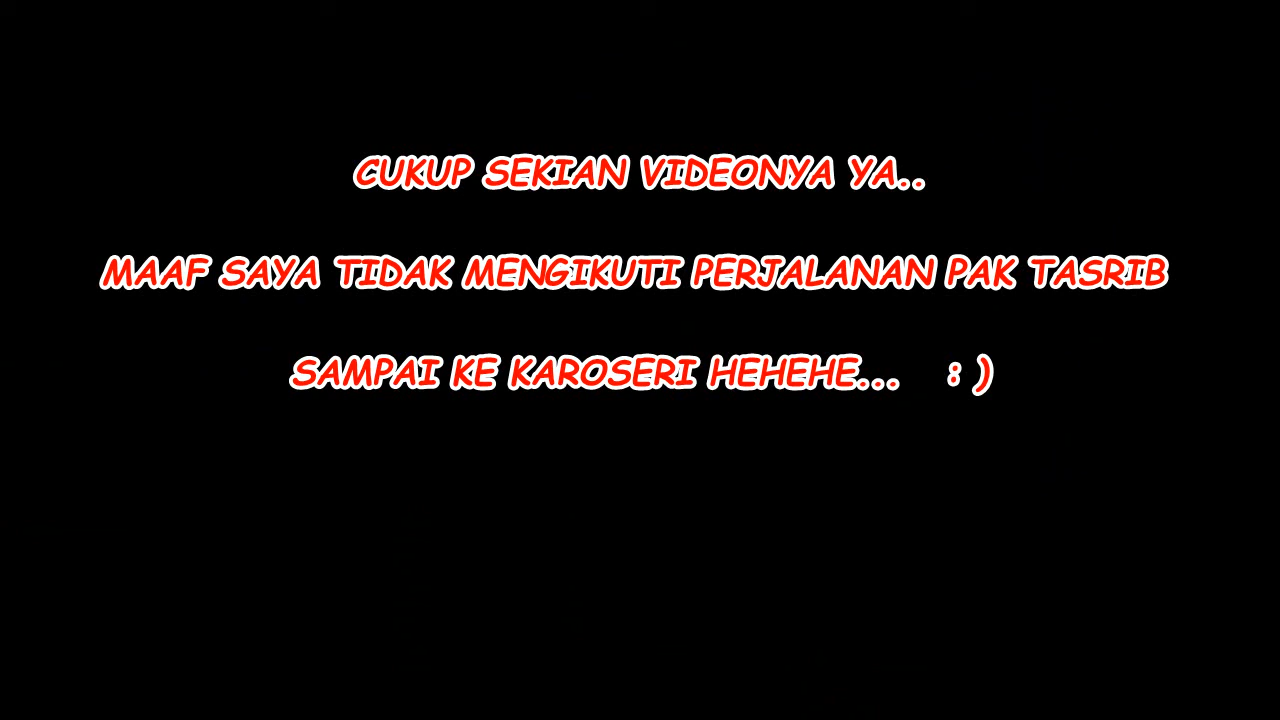 CUKUP SEKIAN VIDEONYA YA..
MAAF SAYA TIDAK MENGIKUTI PERJALANAN PAK TASRIB
SAMPAI KE KAROSERI HEHEHE... : )